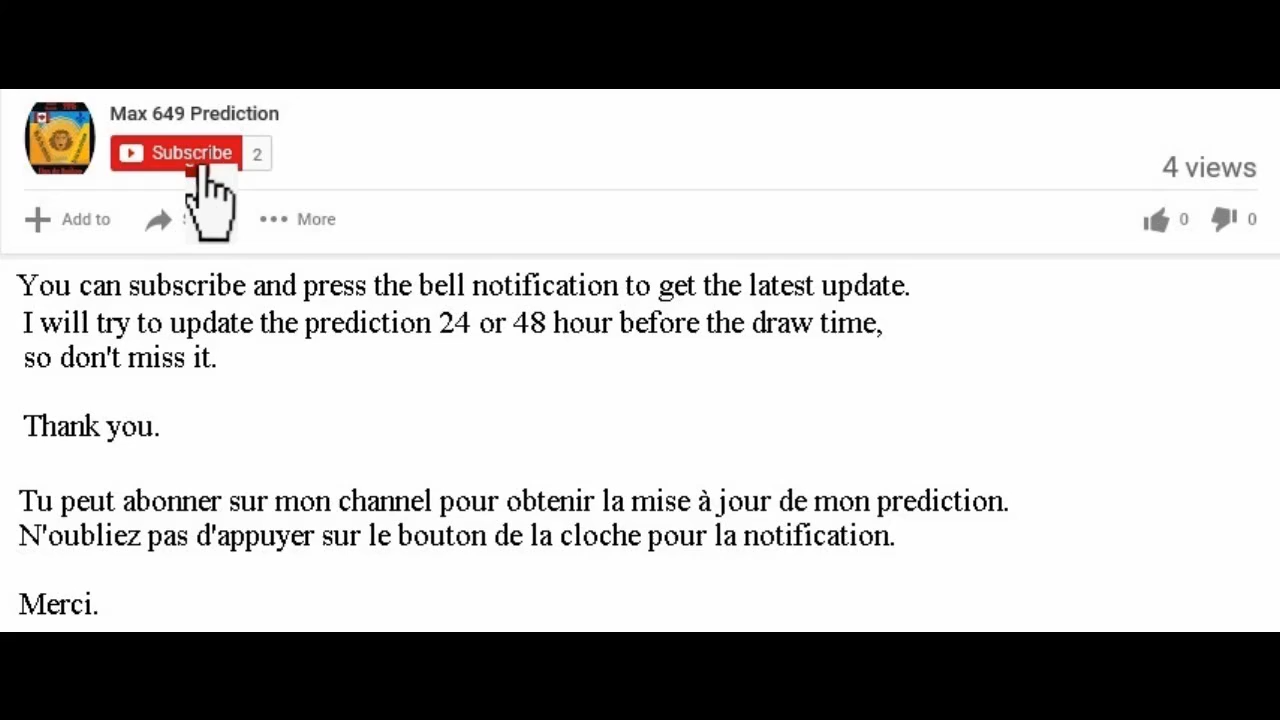 Max 649 Prediction
Subscribe 2
4 views
Add to
More
0 0
You can subscribe and press the bell notification to get the latest update.
I will try to update the prediction 24 or 48 hour before the draw time,
so don't miss it.
Thank you.
Tu peut abonner sur mon channel pour obtenir la mise à jour de mon prediction.
N'oubliez pas d'appuyer sur le bouton de la cloche pour la notification.
Merci.